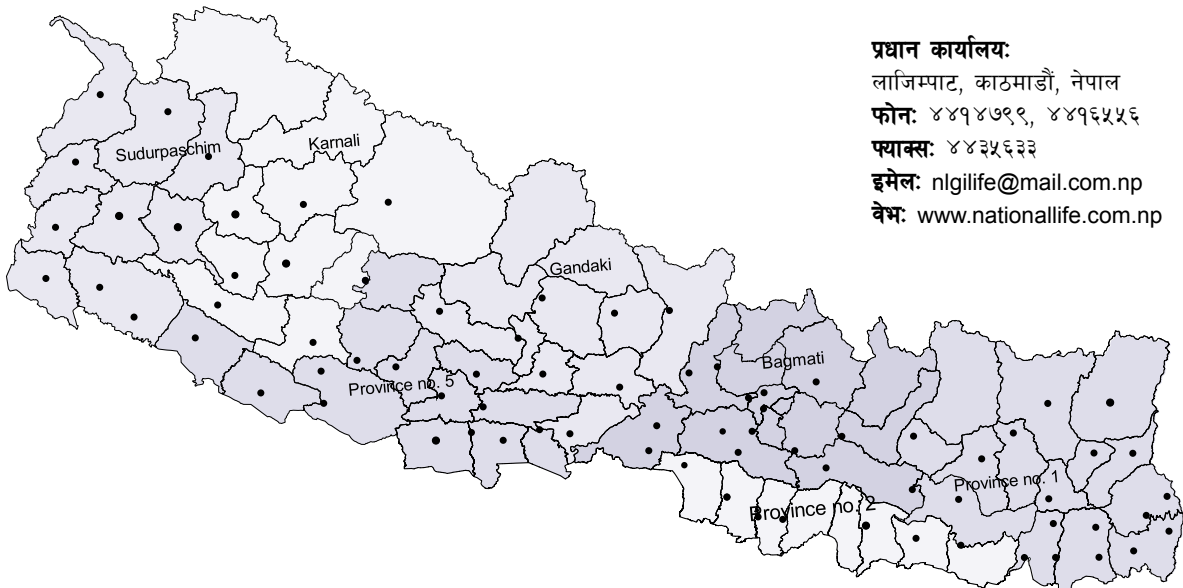 प्रधान कार्यालयः
लाजिम्पाट, काठमाडौं, नेपाल
फोनः ४४१४७९९, ४४१६५५६
फ्याक्सः ४४३५६३३
इमेलः nlgilife@mail.com.np
वेभः www.nationallife.com.np
Sudurpaschim
Karnali
Gandaki
Bagmati
Province no. 5
Province no. 1
Province no. 2